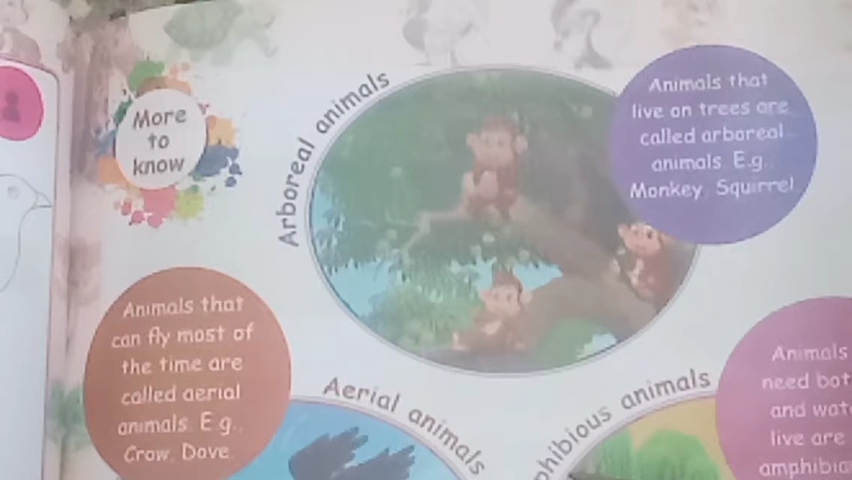 More
to
know
Arboreal animals
Animals that
live on trees are
called arboreal
animals. E.g.,
Monkey, Squirrel
Animals that
can fly most of
the time are
called aerial
animals. E.g.,
Crow, Dove.
Aerial animals
phibious animals
Animals
need bot
and wat
live are
amphibia